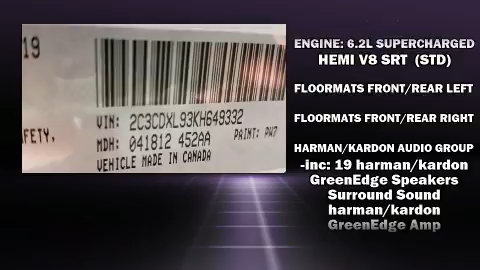 19
VIN: 2C3CDXL93KH649332
MDH: 041812 452AA
AFETY.
PAINT: PW7
VEHICLE MADE IN CANADA
ENGINE: 6.2L SUPERCHARGED
HEMI V8 SRT (STD)
FLOORMATS FRONT/REAR LEFT
FLOORMATS FRONT/REAR RIGHT
HARMAN/KARDON AUDIO GROUP
-inc: 19 harman/kardon
GreenEdge Speakers
Surround Sound
harman/kardon
GreenEdge Amp